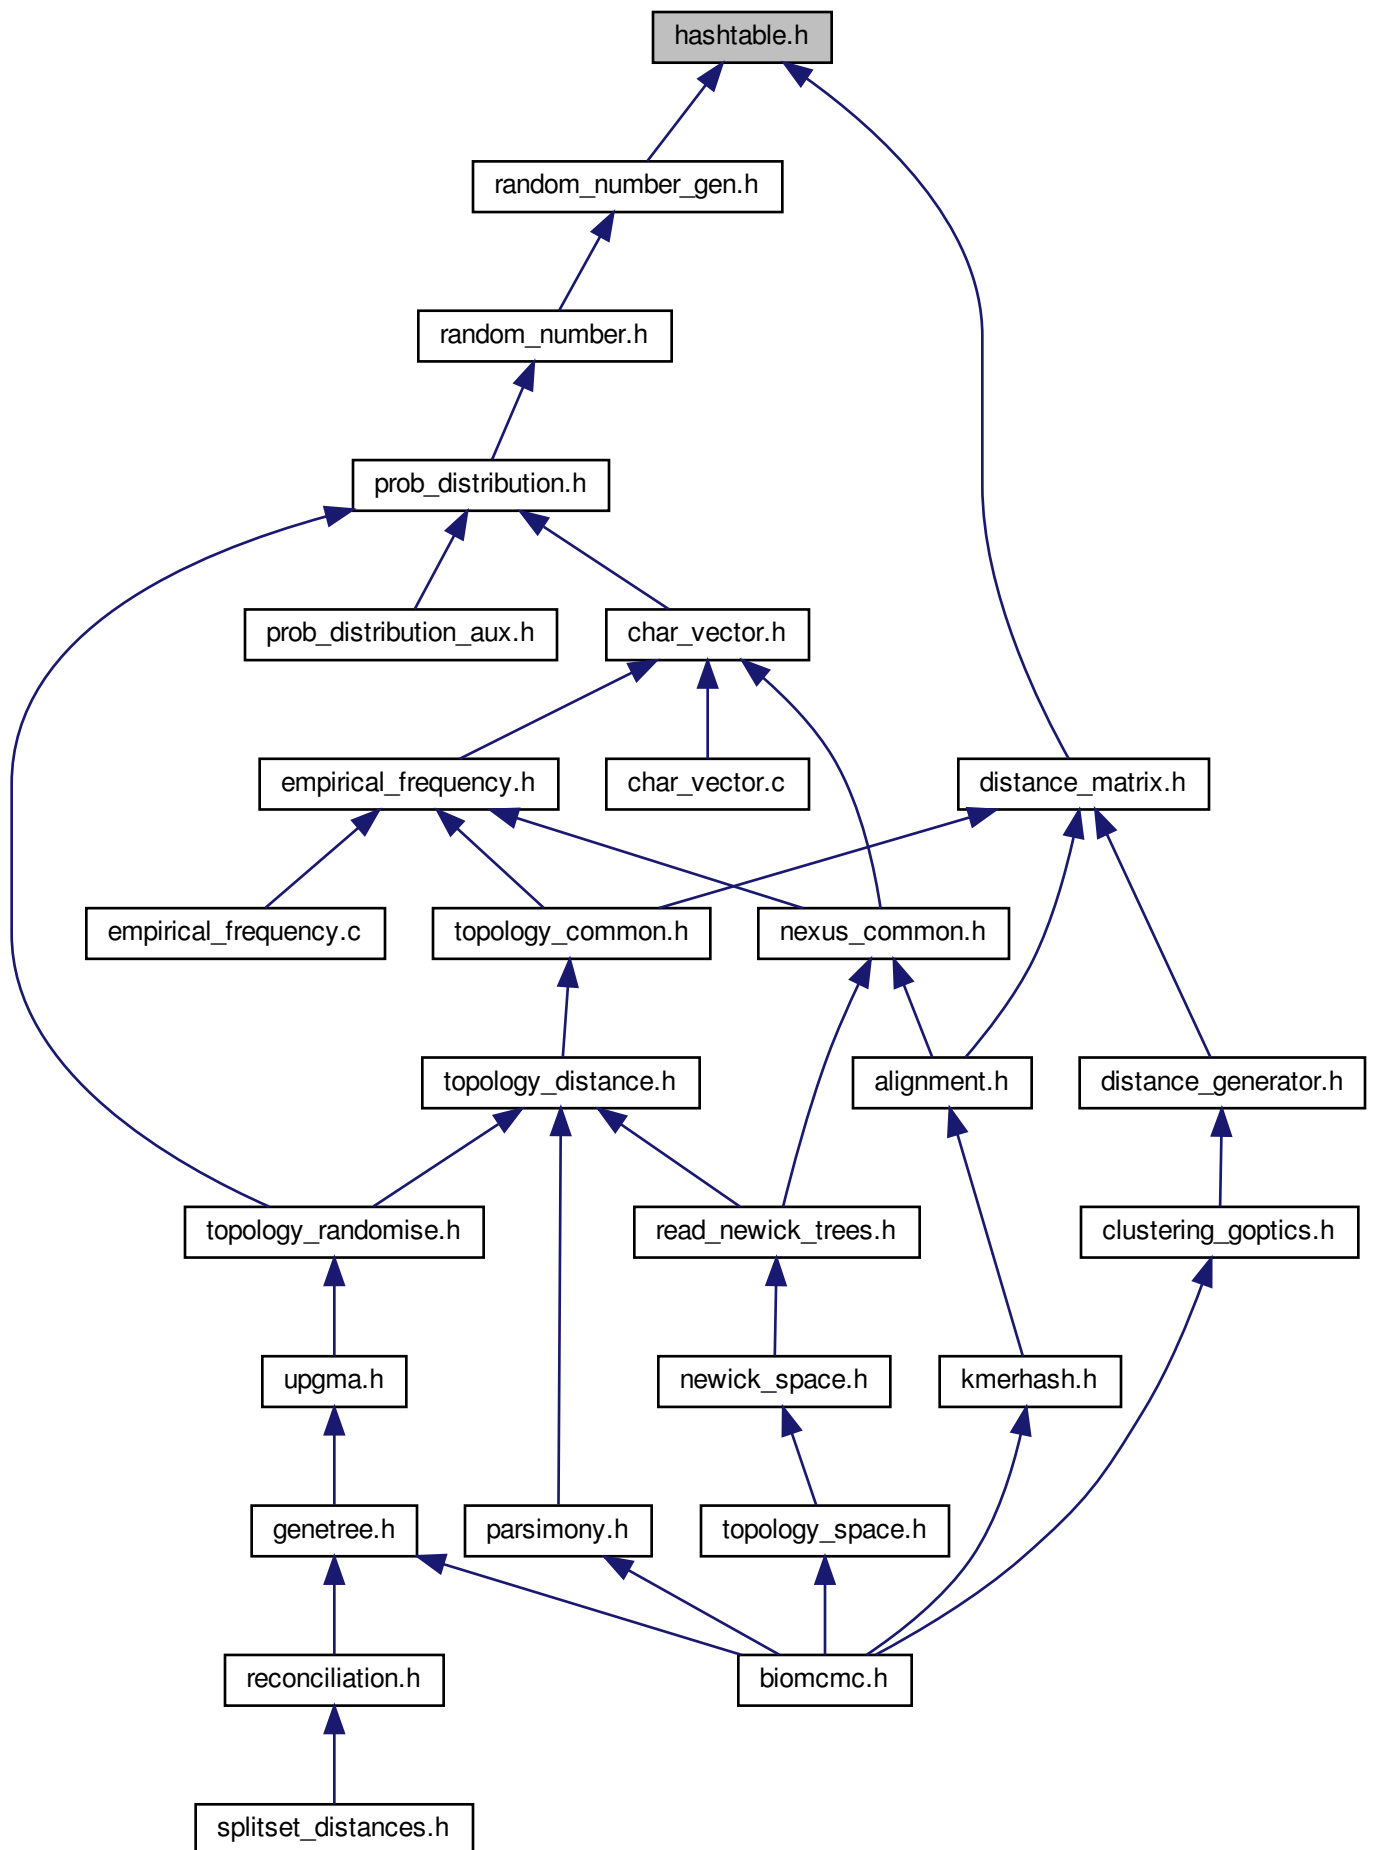 hashtable.h
random_number_gen.h
random_number.h
prob_distribution.h
prob_distribution_aux.h
char_vector.h
empirical_frequency.h
char_vector.c
distance_matrix.h
empirical_frequency.c
topology_common.h
nexus_common.h
topology_distance.h
alignment.h
distance_generator.h
topology_randomise.h
read_newick_trees.h
clustering_goptics.h
upgma.h
newick_space.h
kmerhash.h
genetree.h
parsimony.h
topology_space.h
reconciliation.h
biomcmc.h
splitset_distances.h